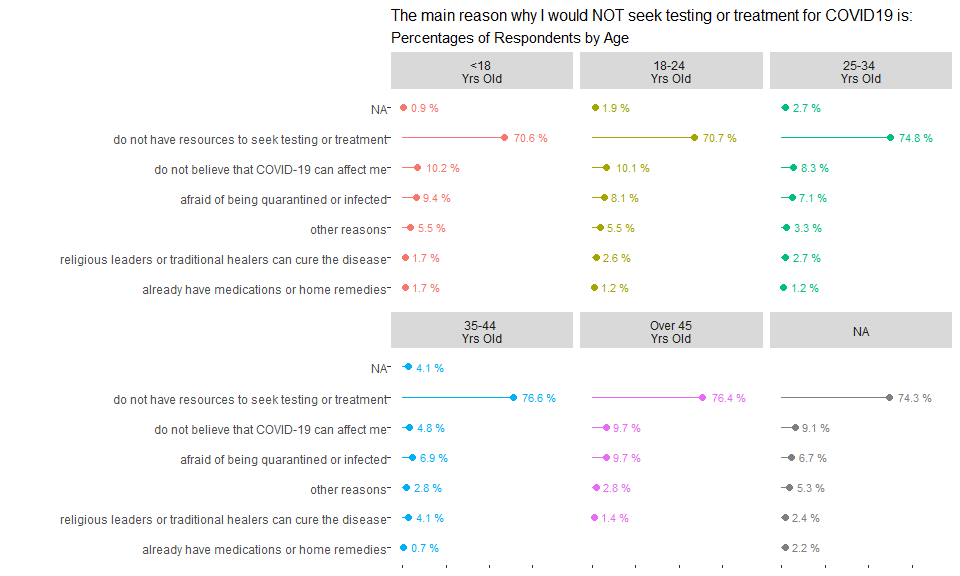 The main reason why I would NOT seek testing or treatment for COVID19 is:
Percentages of Respondents by Age
<18
Yrs Old
18-24
Yrs Old
25-34
Yrs Old
NA 0.9 % 1.9 % 2.7 %
do not have resources to seek testing or treatment 70.6 % 70.7 % 74.8 %
do not believe that COVID-19 can affect me 10.2 % 10.1 % 8.3 %
afraid of being quarantined or infected 9.4 % 8.1 % 7.1 %
other reasons 5.5 % 5.5 % 3.3 %
religious leaders or traditional healers can cure the disease 1.7 % 2.6 % 2.7 %
already have medications or home remedies 1.7 % 1.2 % 1.2 %
35-44
Yrs Old
Over 45
Yrs Old
NA
NA 4.1 %
do not have resources to seek testing or treatment 76.6 % 76.4 % 74.3 %
do not believe that COVID-19 can affect me 4.8 % 9.7 % 9.1 %
afraid of being quarantined or infected 6.9 % 9.7 % 6.7 %
other reasons 2.8 % 2.8 % 5.3 %
religious leaders or traditional healers can cure the disease 4.1 % 1.4 % 2.4 %
already have medications or home remedies 0.7 % 2.2 %